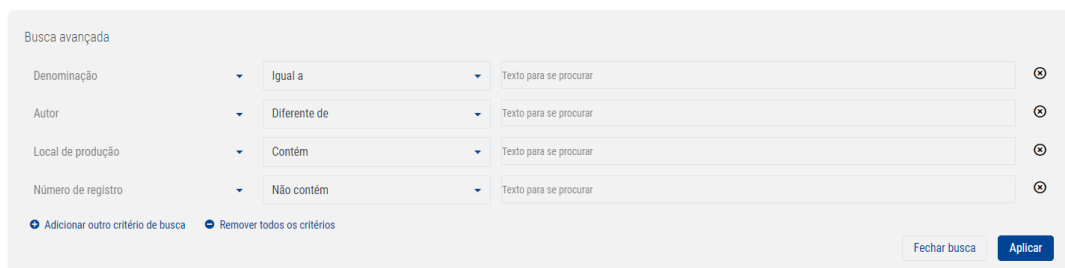 Busca avançada
Denominação Igual a Texto para se procurar
Autor Diferente de Texto para se procurar
Local de produção Contém Texto para se procurar
Número de registro Não contém Texto para se procurar
Adicionar outro critério de busca Remover todos os critérios
Fechar busca Aplicar